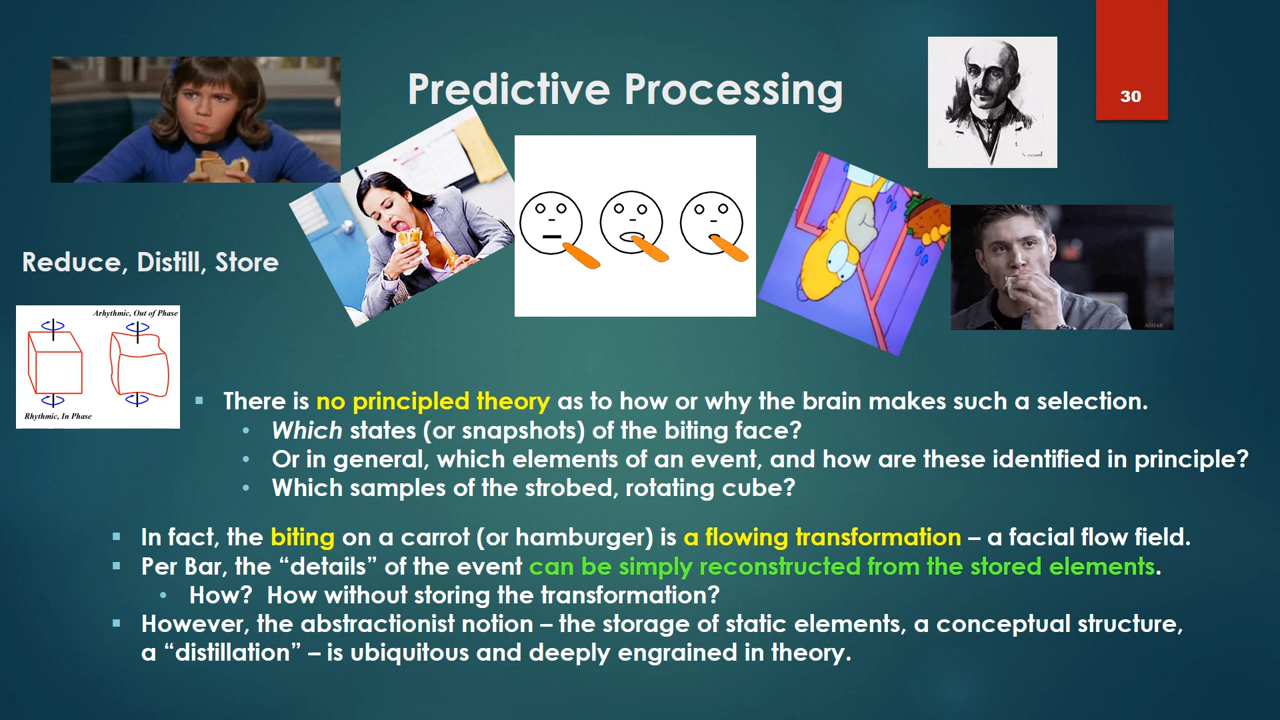 Predictive Processing
30
Reduce, Distill, Store
Arhythmic, Out of Phase
Rhythmic, In Phase
There is no principled theory as to how or why the brain makes such a selection.
Which states (or snapshots) of the biting face?
Or in general, which elements of an event, and how are these identified in principle?
Which samples of the strobed, rotating cube?
In fact, the biting on a carrot (or hamburger) is a flowing transformation – a facial flow field.
Per Bar, the “details” of the event can be simply reconstructed from the stored elements.
How?  How without storing the transformation?
However, the abstractionist notion – the storage of static elements, a conceptual structure,
a “distillation” – is ubiquitous and deeply engrained in theory.